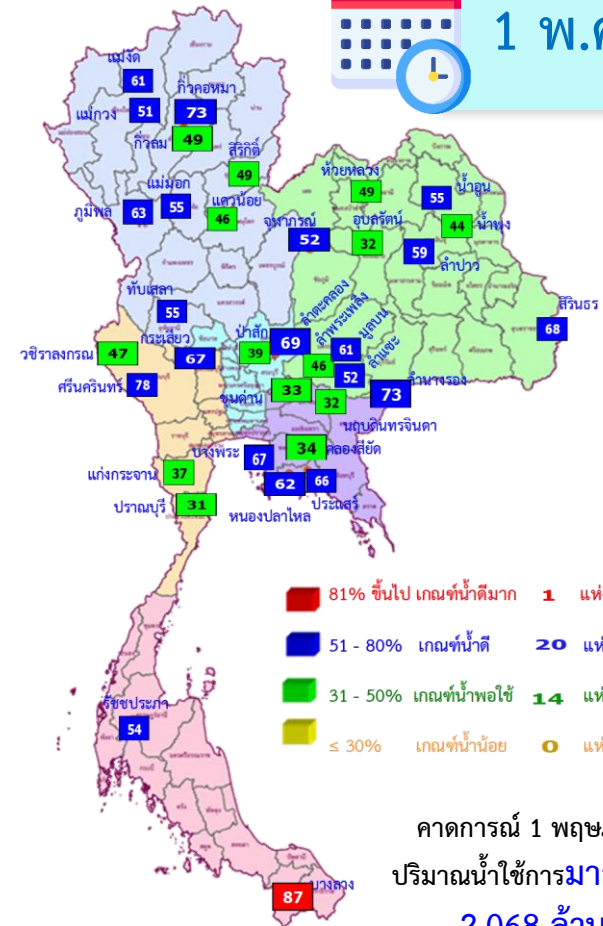 1 พ.ค
แม่งัด
61
กิ่วคอหมา
73
แม่กวง
51
กิ่วลม
49
สิริกิติ์
49
แม่มอก
55
ภูมิพล
63
แควน้อย
46
ห้วยหลวง
49
น้ำอูน
55
จุฬาภรณ์
52
อุบลรัตน์
32
น้ำพุง
44
ลำปาว
59
สิรินธร
68
ทับเสลา
55
กระเสียว
67
ป่าสัก
39
ลำตะคลอง
69
ลำพระเพลิง
46
มูลบน
61
ลำแชะ
52
ลำนางรอง
73
วชิราลงกรณ
47
ศรีนครินทร์
78
ขุนด่าน
33
32
นฤบดินทรจินดา
34
คลองสียัด
บางพระ
67
62
66
หนองปลาไหล
ประแสร์
แก่งกระจาน
37
ปราณบุรี
31
81% ขึ้นไป เกณฑ์น้ำดีมาก 1 แห่
51 - 80% เกณฑ์น้ำดี 20 แห่
31 - 50% เกณฑ์น้ำพอใช้ 14 แห่
≤ 30% เกณฑ์น้ำน้อย 0 แห่
รัชชประภา
54
บางลาง
87
คาดการณ์ 1 พฤษ
ปริมาณน้ำใช้การมา
2,068 ล้าน